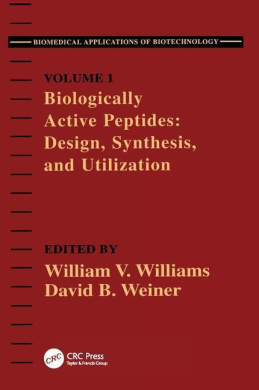 BIOMEDICAL APPLICATIONS OF BIOTECHNOLOGY
VOLUME 1
Biologically
Active Peptides:
Design, Synthesis,
and Utilization
EDITED BY
William V. Williams
David B. Weiner
CRC
CRC Press
Taylor & Francis Group